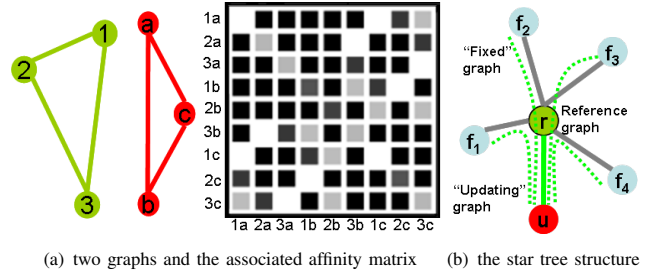 1
2
3
a
c
b
1a
2a
3a
1b
2b
3b
1c
2c
3c
1a 2a 3a 1b 2b 3b 1c 2c 3c
f2
"Fixed"
graph
f3
r
Reference
graph
f1
f4
"Updating"
graph
u
(a) two graphs and the associated affinity matrix
(b) the star tree structure